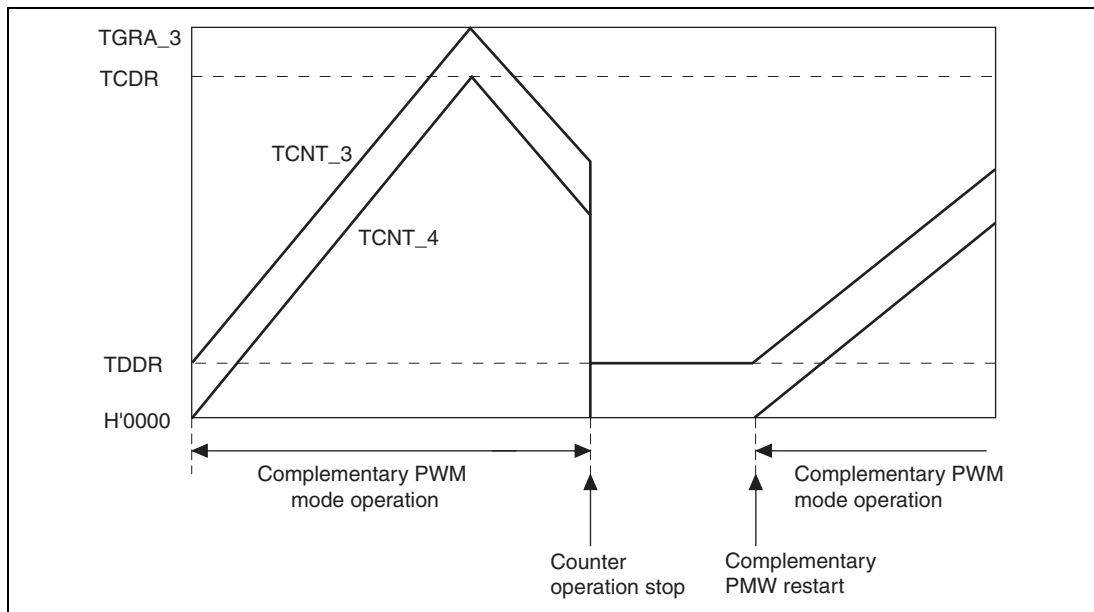 TGRA_3
TCDR
TCNT_3
TCNT_4
TDDR
H'0000
Complementary PWM
mode operation
Complementary PWM
mode operation
Counter
operation stop
Complementary
PMW restart